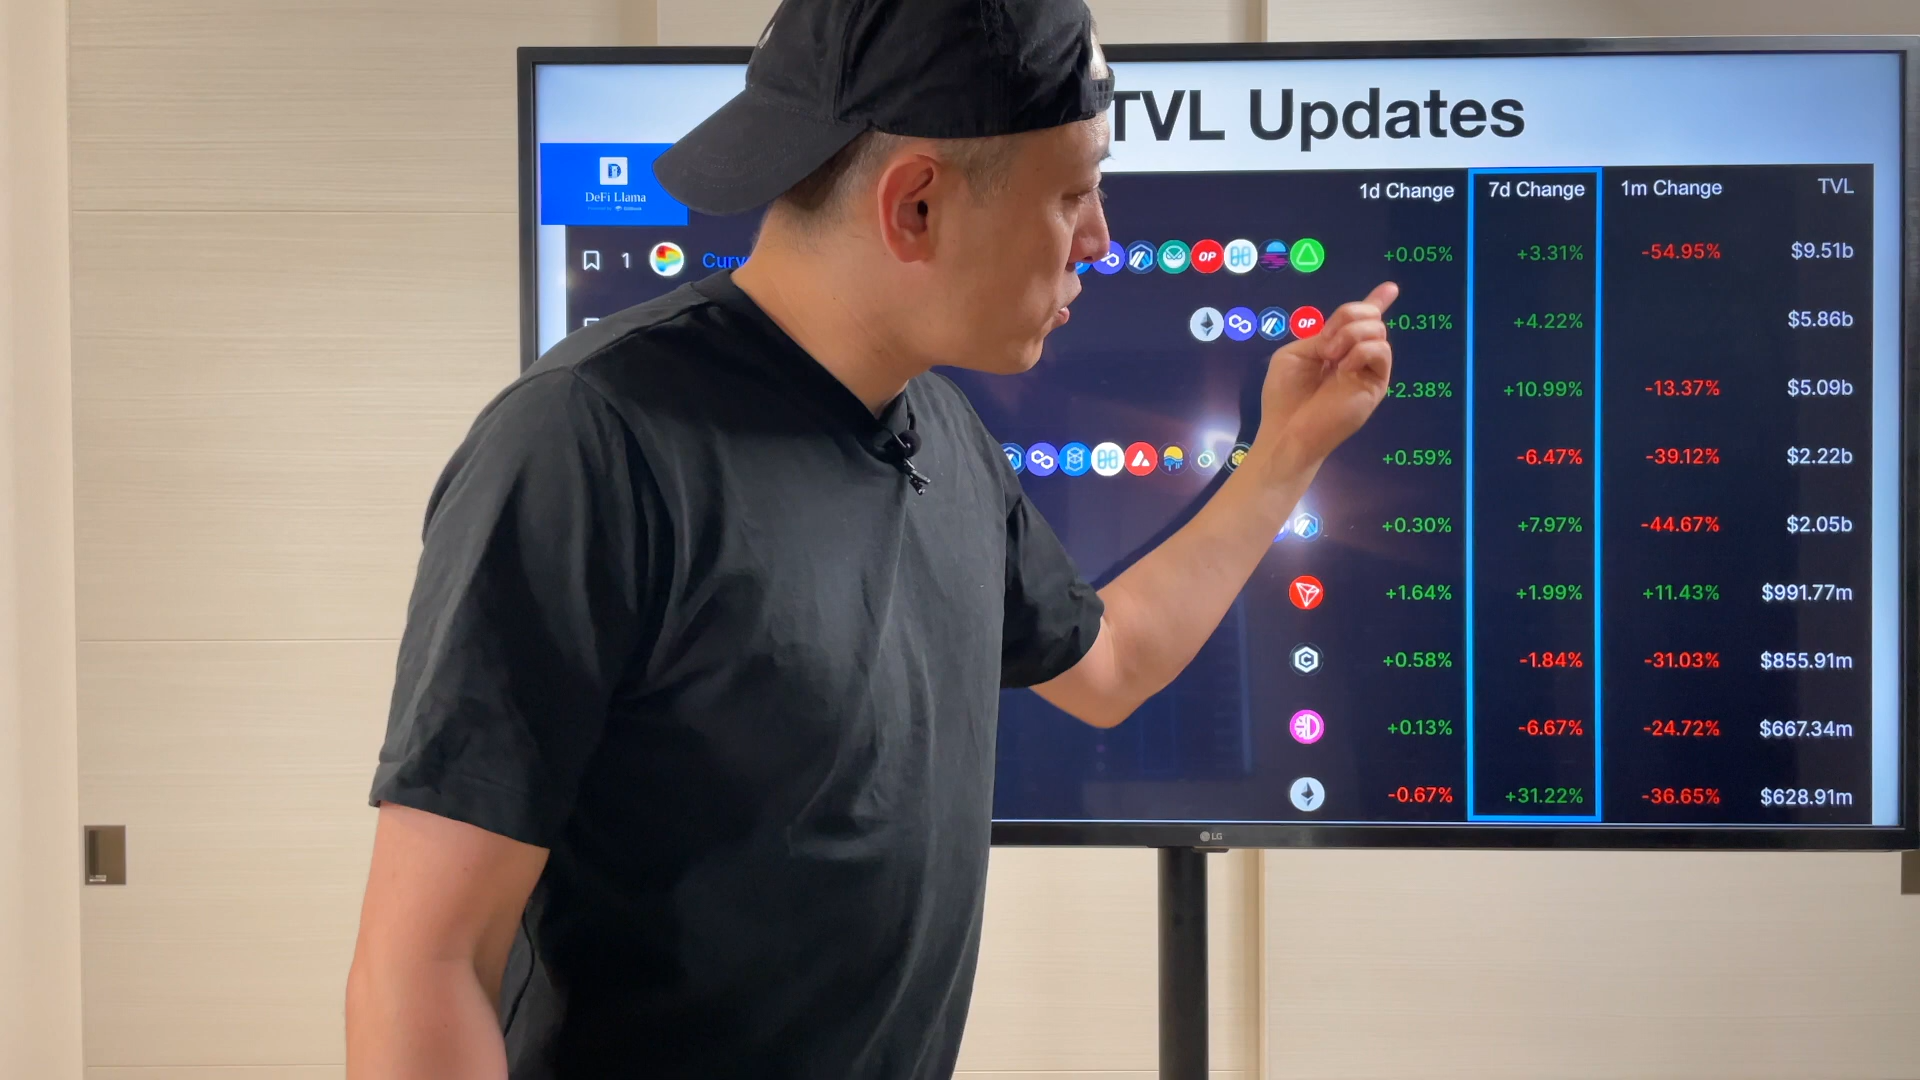 TVL Updates
DeFi Llama
1d Change 7d Change 1m Change TVL
1 Curv +0.05% +3.31% -54.95% $9.51b
OP
OP +0.31% +4.22% $5.86b
+2.38% +10.99% -13.37% $5.09b
+0.59% -6.47% -39.12% $2.22b
+0.30% +7.97% -44.67% $2.05b
+1.64% +1.99% +11.43% $991.77m
+0.58% -1.84% -31.03% $855.91m
+0.13% -6.67% -24.72% $667.34m
-0.67% +31.22% -36.65% $628.91m
LG